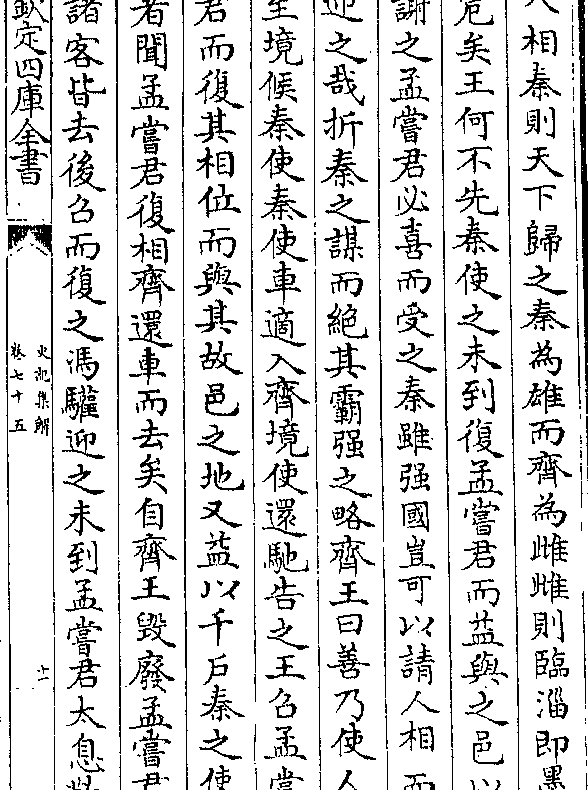 相秦則天下歸之秦為雄而齊為雌雌則臨淄即墨
危矣王何不先秦使之未到復孟嘗君而益與之邑以
謝之孟嘗君必喜而受之秦雖强國豈可以請人相而
迎之哉折秦之謀而絶其霸强之略齊王曰善乃使人
至境候秦使秦使車適入齊境使還馳告之王召孟嘗
君而復其相位而與其故邑之地又益以千戶秦之使
者聞孟嘗君復相齊還車而去矣自齊王毁廢孟嘗君
諸客皆去後召而復之馮驩迎之未到孟嘗君太息
欽定四庫全書
史記集解
卷七十五
十一